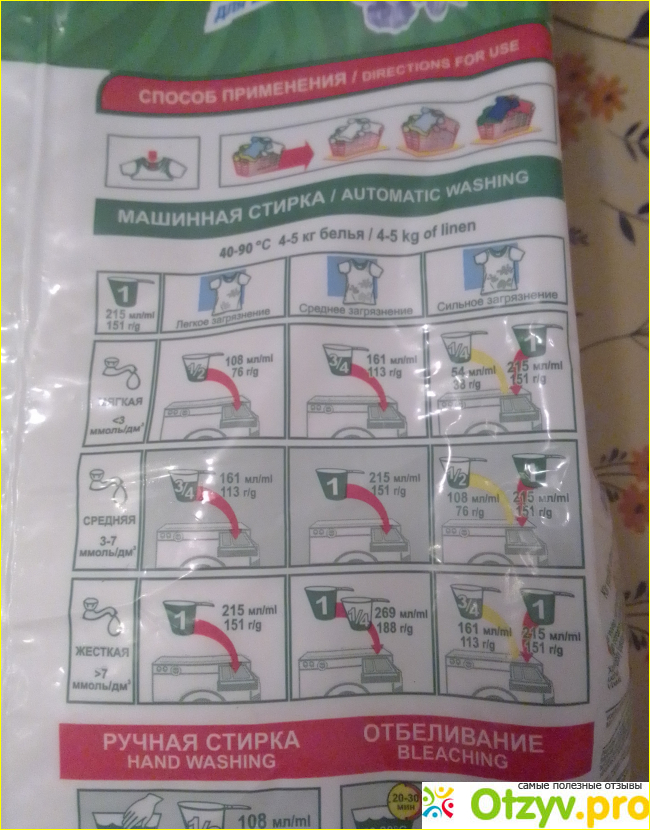 СПОСОБ ПРИМЕНЕНИЯ / DIRECTIONS FOR USE
МАШИННАЯ СТИРКА / AUTOMATIC WASHING
40-90 °C 4-5 кг белья / 4-5 kg of linen
1
215 мл/ml
151 г/g
Легкое загрязнение
Среднее загрязнение
Сильное загрязнение
МЯГКАЯ
<3
ммоль/дм³
1/2
108 мл/ml
76 г/g
3/4
161 мл/ml
113 г/g
1/4
54 мл/ml
38 г/g
1
215 мл/ml
151 г/g
СРЕДНЯЯ
3-7
ммоль/дм³
3/4
161 мл/ml
113 г/g
1
215 мл/ml
151 г/g
1/2
108 мл/ml
76 г/g
1
215 мл/ml
151 г/g
ЖЕСТКАЯ
>7
ммоль/дм³
1
215 мл/ml
151 г/g
1
1/4
269 мл/ml
188 г/g
3/4
161 мл/ml
113 г/g
1
215 мл/ml
151 г/g
РУЧНАЯ СТИРКА
HAND WASHING
ОТБЕЛИВАНИЕ
BLEACHING
1/2
108 мл/ml
20-30
мин
самые полезные отзывы
Otzyv.pro